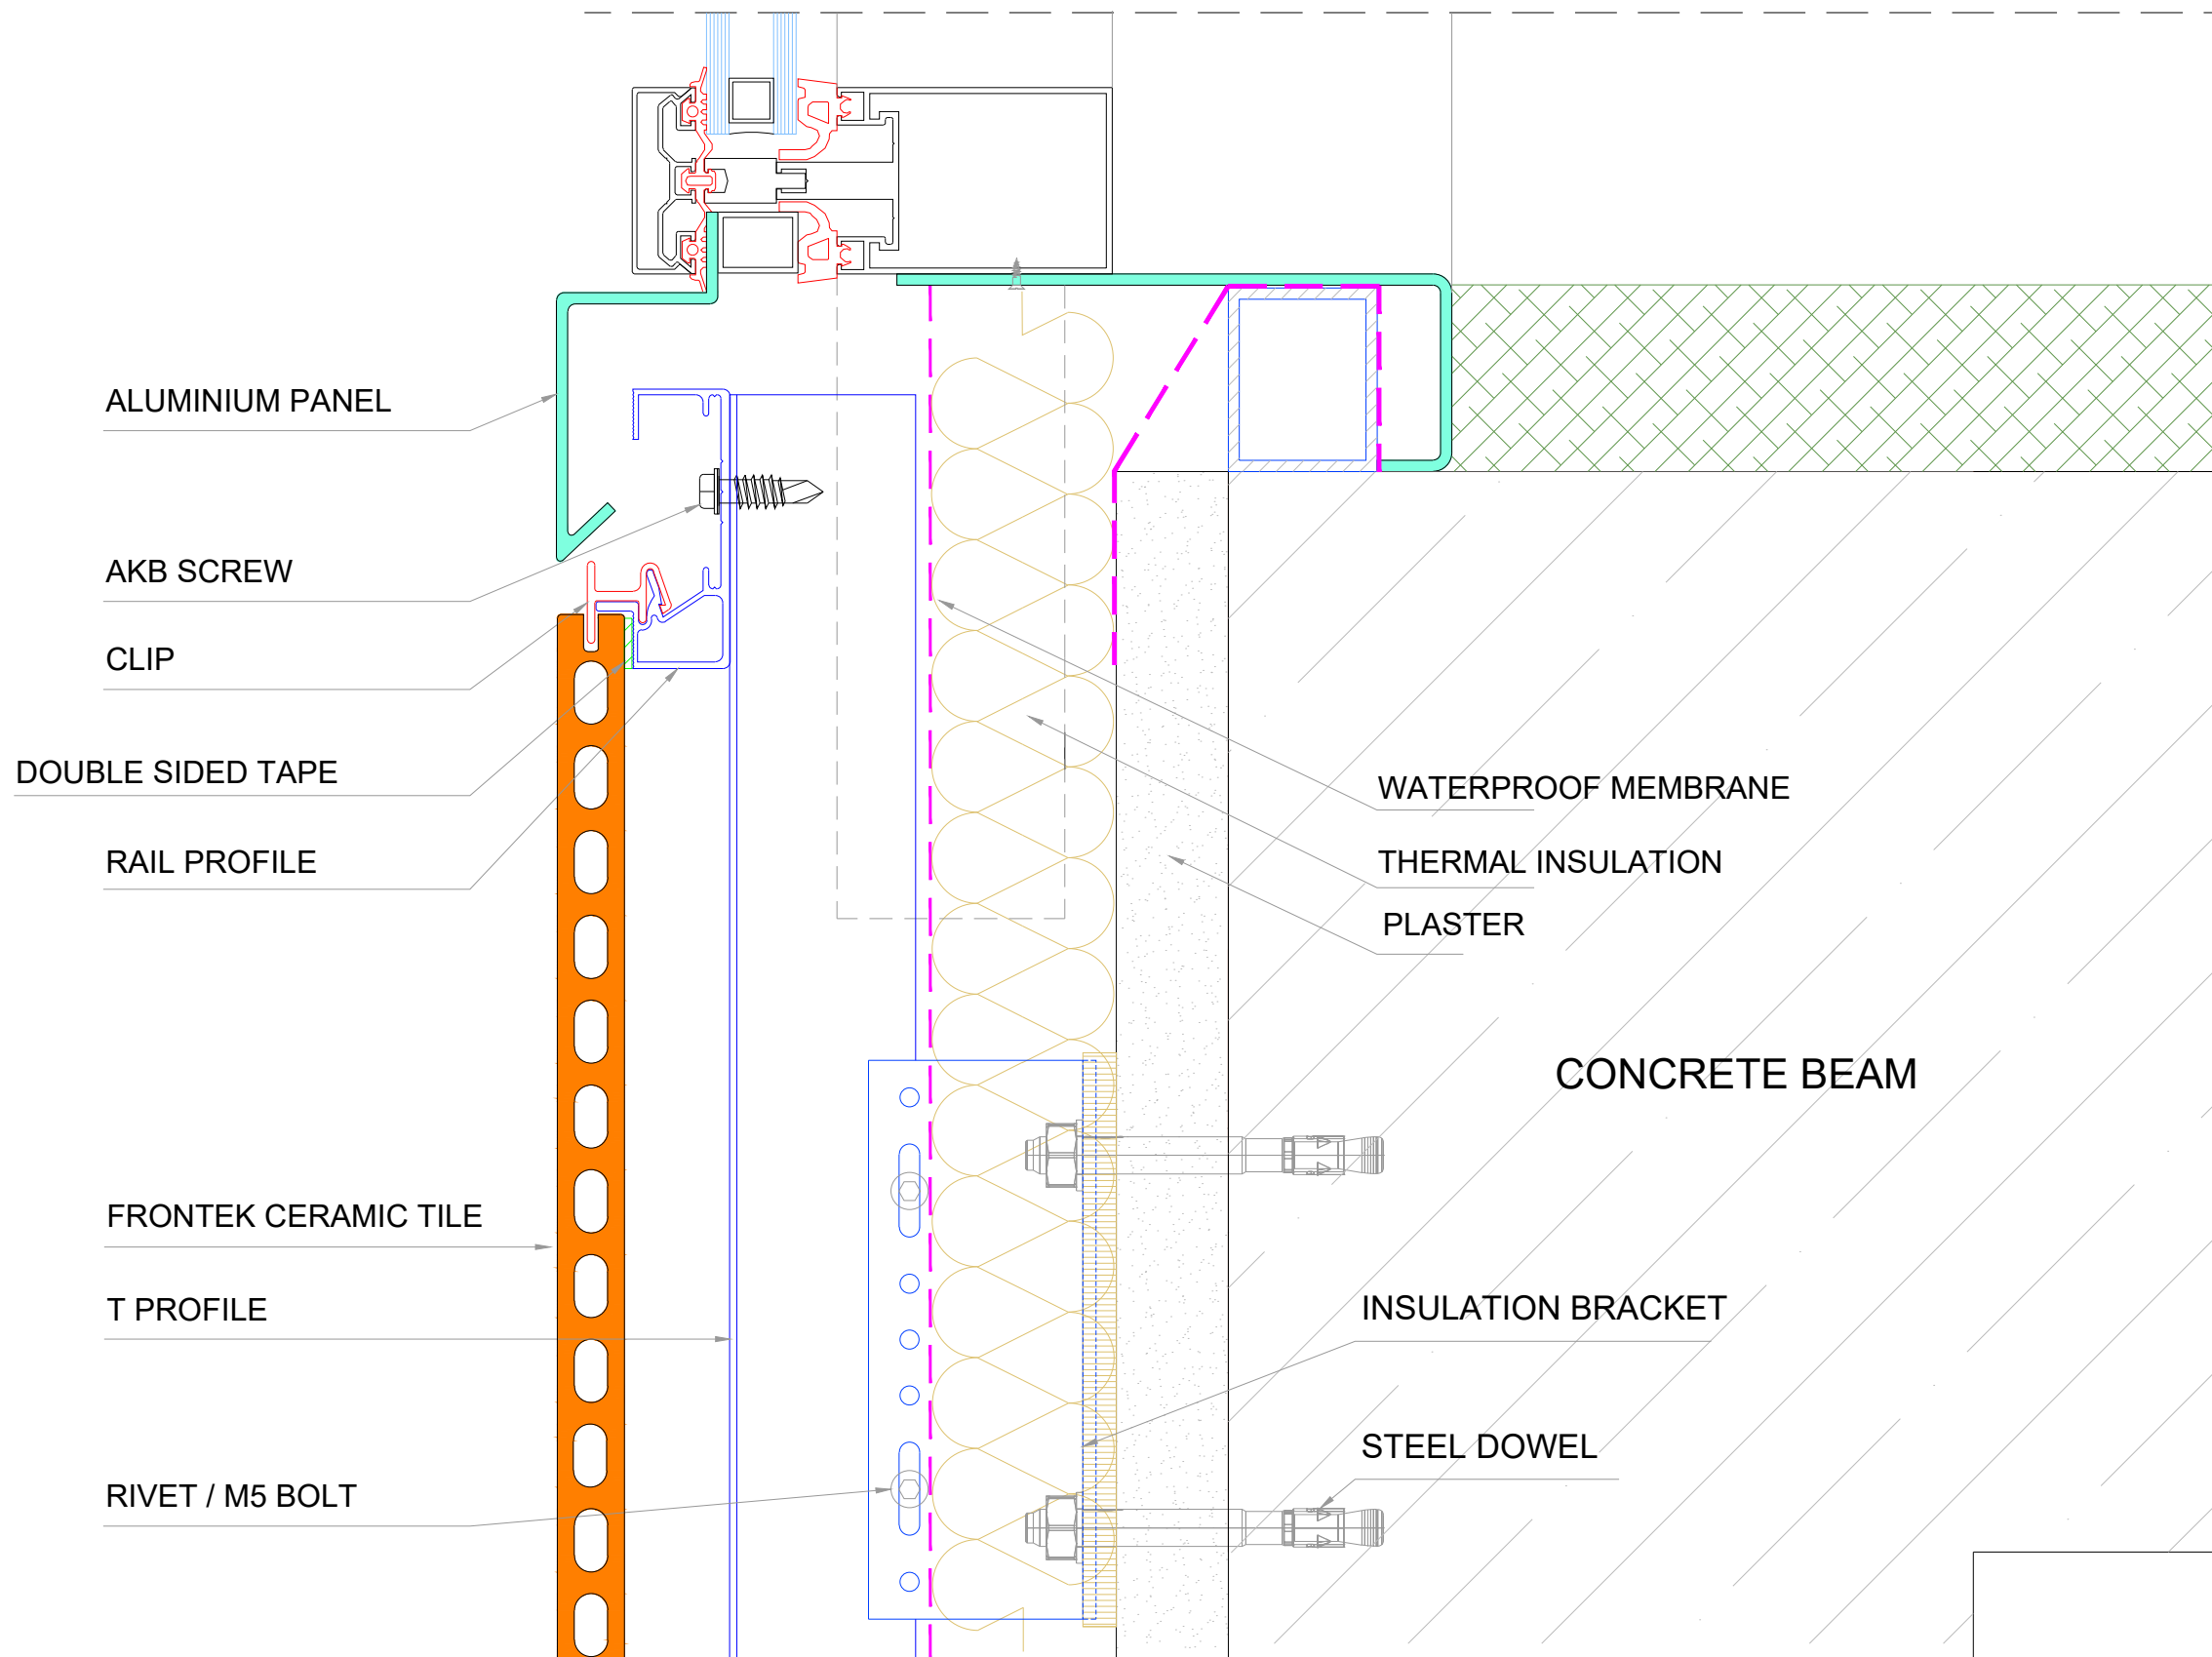 ALUMINIUM PANEL
AKB SCREW
CLIP
DOUBLE SIDED TAPE
RAIL PROFILE
FRONTEK CERAMIC TILE
T PROFILE
RIVET / M5 BOLT
WATERPROOF MEMBRANE
THERMAL INSULATION
PLASTER
CONCRETE BEAM
INSULATION BRACKET
STEEL DOWEL